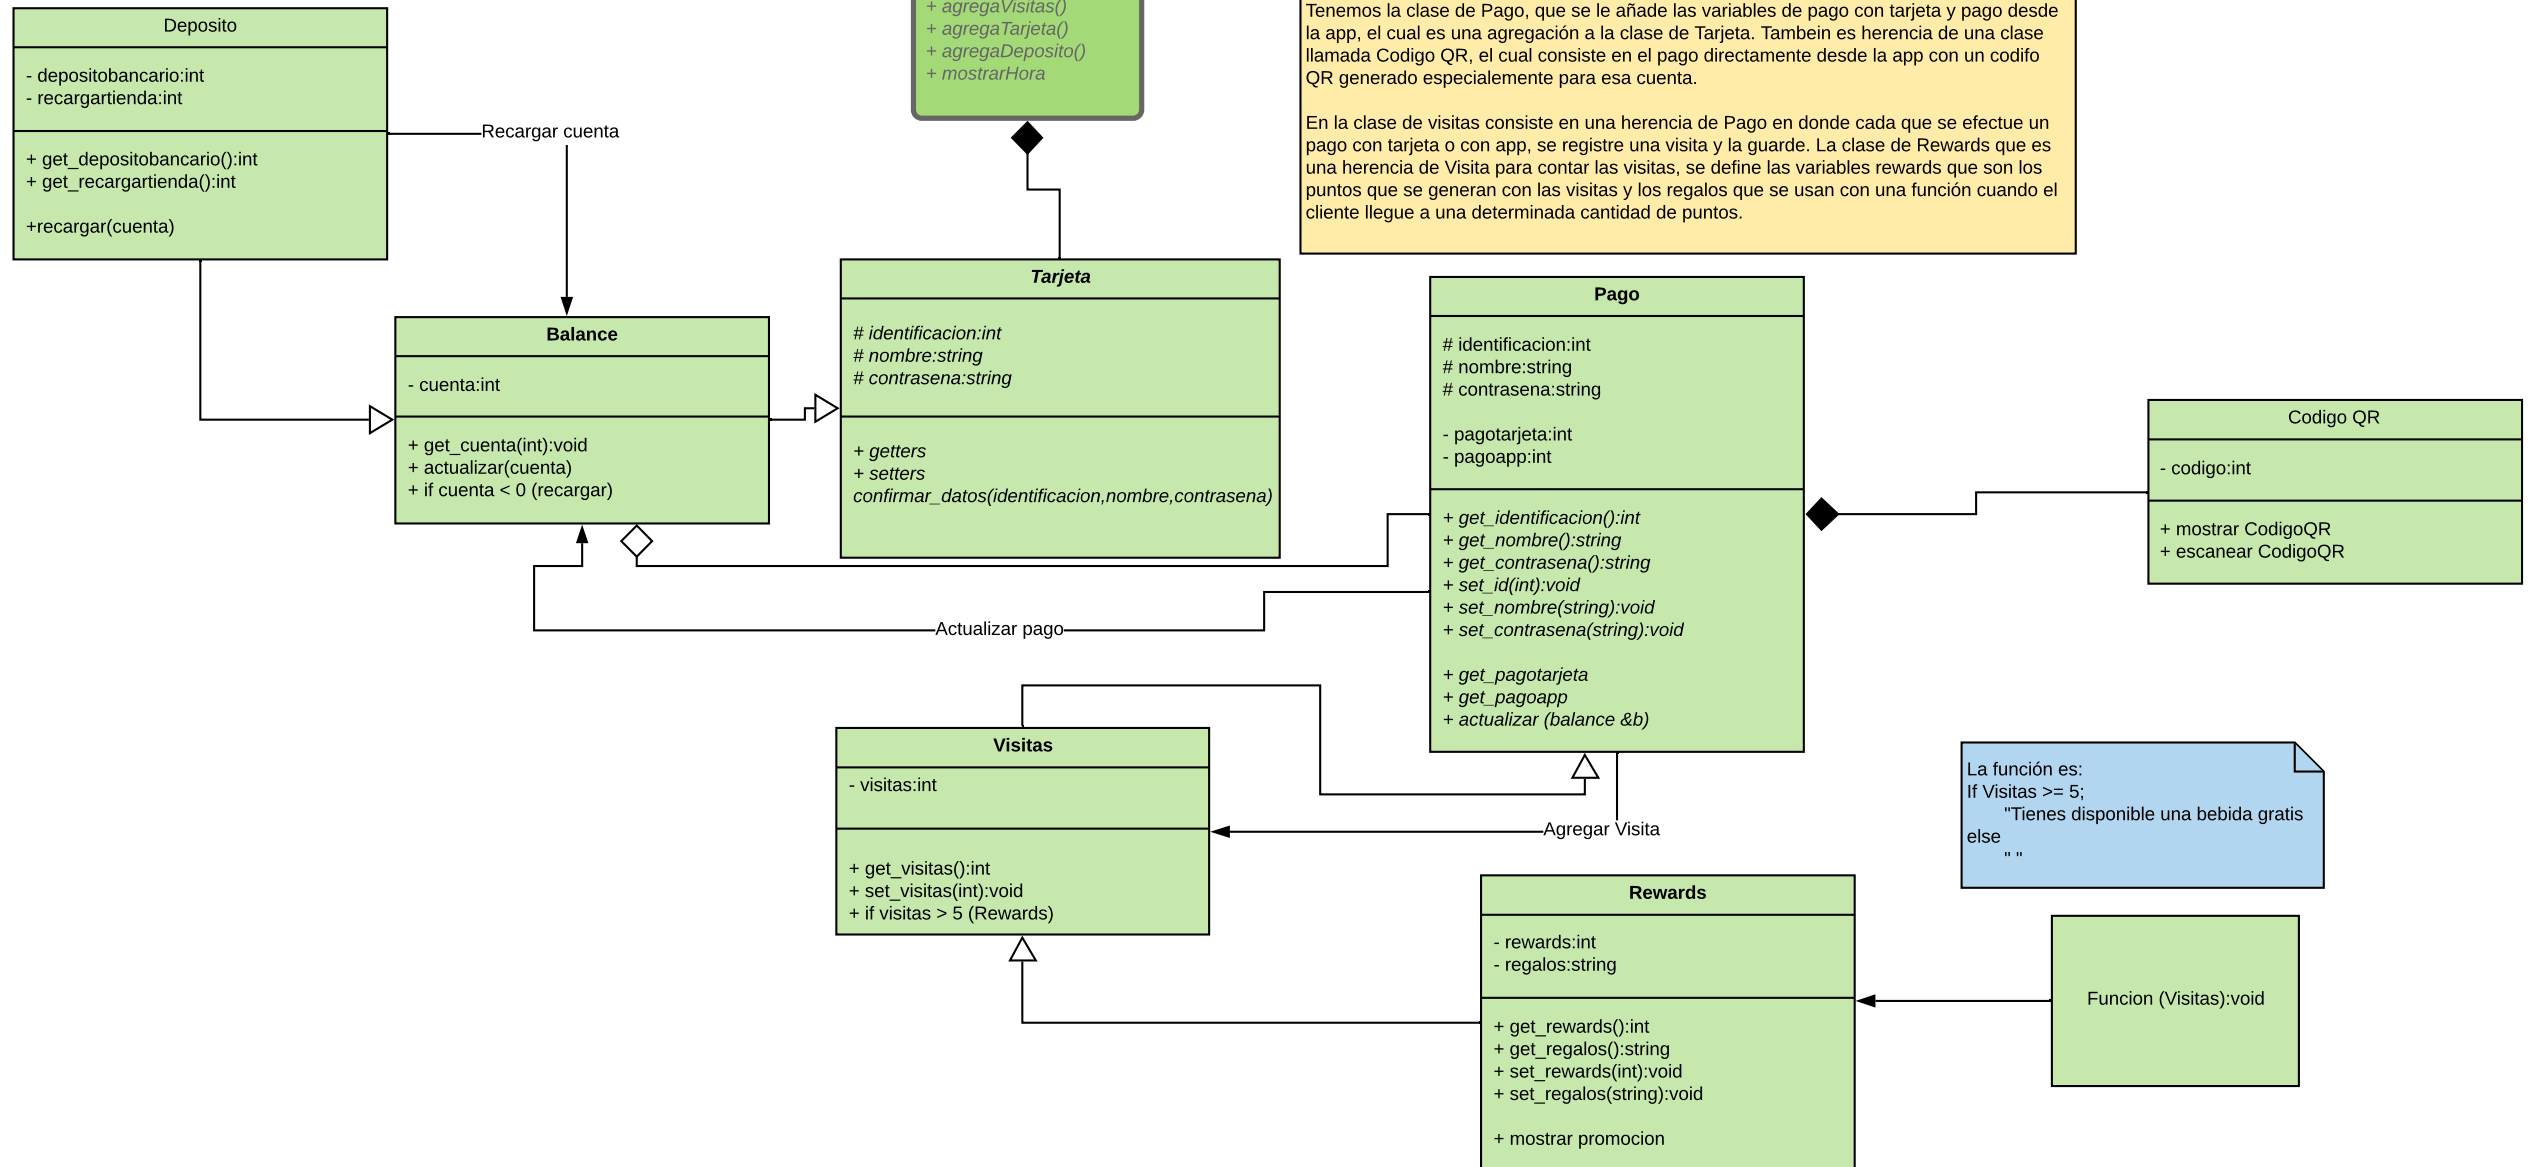 Deposito
- depositobancario:int
- recargartienda:int
+ get_depositobancario():int
+ get_recargartienda():int
+recargar(cuenta)
Recargar cuenta
+ agregaVisitas()
+ agregaTarjeta()
+ agregaDeposito()
+ mostrarHora
Tenemos la clase de Pago, que se le añade las variables de pago con tarjeta y pago desde
la app, el cual es una agregación a la clase de Tarjeta. Tambein es herencia de una clase
llamada Codigo QR, el cual consiste en el pago directamente desde la app con un codifo
QR generado especialemente para esa cuenta.
En la clase de visitas consiste en una herencia de Pago en donde cada que se efectue un
pago con tarjeta o con app, se registre una visita y la guarde. La clase de Rewards que es
una herencia de Visita para contar las visitas, se define las variables rewards que son los
puntos que se generan con las visitas y los regalos que se usan con una función cuando el
cliente llegue a una determinada cantidad de puntos.
Balance
- cuenta:int
+ get_cuenta(int):void
+ actualizar(cuenta)
+ if cuenta < 0 (recargar)
Tarjeta
# identificacion:int
# nombre:string
# contrasena:string
+ getters
+ setters
confirmar_datos(identificacion,nombre,contrasena)
Pago
# identificacion:int
# nombre:string
# contrasena:string
- pagotarjeta:int
- pagoapp:int
+ get_identificacion():int
+ get_nombre():string
+ get_contrasena():string
+ set_id(int):void
+ set_nombre(string):void
+ set_contrasena(string):void
+ get_pagotarjeta
+ get_pagoapp
+ actualizar (balance &b)
Codigo QR
- codigo:int
+ mostrar CodigoQR
+ escanear CodigoQR
Actualizar pago
Visitas
- visitas:int
+ get_visitas():int
+ set_visitas(int):void
+ if visitas > 5 (Rewards)
Agregar Visita
La función es:
If Visitas >= 5;
"Tienes disponible una bebida gratis
else
" "
Rewards
- rewards:int
- regalos:string
+ get_rewards():int
+ get_regalos():string
+ set_rewards(int):void
+ set_regalos(string):void
+ mostrar promocion
Funcion (Visitas):void